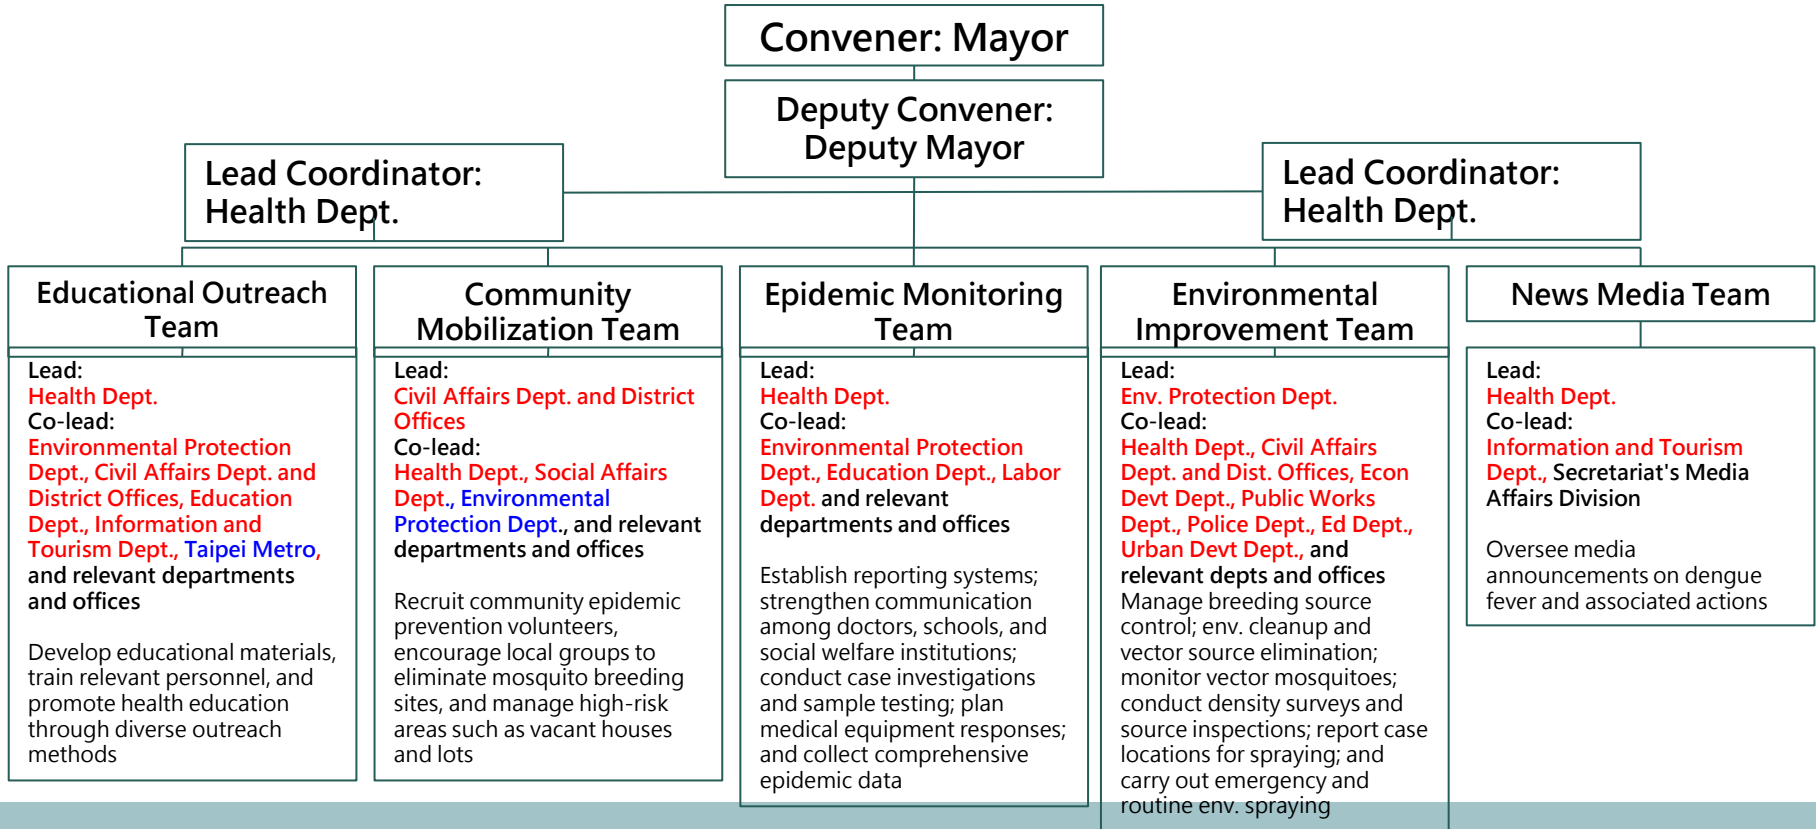 Convener: Mayor
Deputy Convener:
Deputy Mayor
Lead Coordinator:
Health Dept.
Lead Coordinator:
Health Dept.
Educational Outreach
Team
Lead:
Health Dept.
Co-lead:
Environmental Protection
Dept., Civil Affairs Dept. and
District Offices, Education
Dept., Information and
Tourism Dept., Taipei Metro,
and relevant departments
and offices
Develop educational materials,
train relevant personnel, and
promote health education
through diverse outreach
methods
Community
Mobilization Team
Lead:
Civil Affairs Dept. and District
Offices
Co-lead:
Health Dept., Social Affairs
Dept., Environmental
Protection Dept., and relevant
departments and offices
Recruit community epidemic
prevention volunteers,
encourage local groups to
eliminate mosquito breeding
sites, and manage high-risk
areas such as vacant houses
and lots
Epidemic Monitoring
Team
Lead:
Health Dept.
Co-lead:
Environmental Protection
Dept., Education Dept., Labor
Dept. and relevant
departments and offices
Establish reporting systems;
strengthen communication
among doctors, schools, and
social welfare institutions;
conduct case investigations
and sample testing; plan
medical equipment responses;
and collect comprehensive
epidemic data
Environmental
Improvement Team
Lead:
Env. Protection Dept.
Co-lead:
Health Dept., Civil Affairs
Dept. and Dist. Offices, Econ
Devt Dept., Public Works
Dept., Police Dept., Ed Dept.,
Urban Devt Dept., and
relevant depts and offices
Manage breeding source
control; env. cleanup and
vector source elimination;
monitor vector mosquitoes;
conduct density surveys and
source inspections; report case
locations for spraying; and
carry out emergency and
routine env. spraying
News Media Team
Lead:
Health Dept.
Co-lead:
Information and Tourism
Dept., Secretariat's Media
Affairs Division
Oversee media
announcements on dengue
fever and associated actions